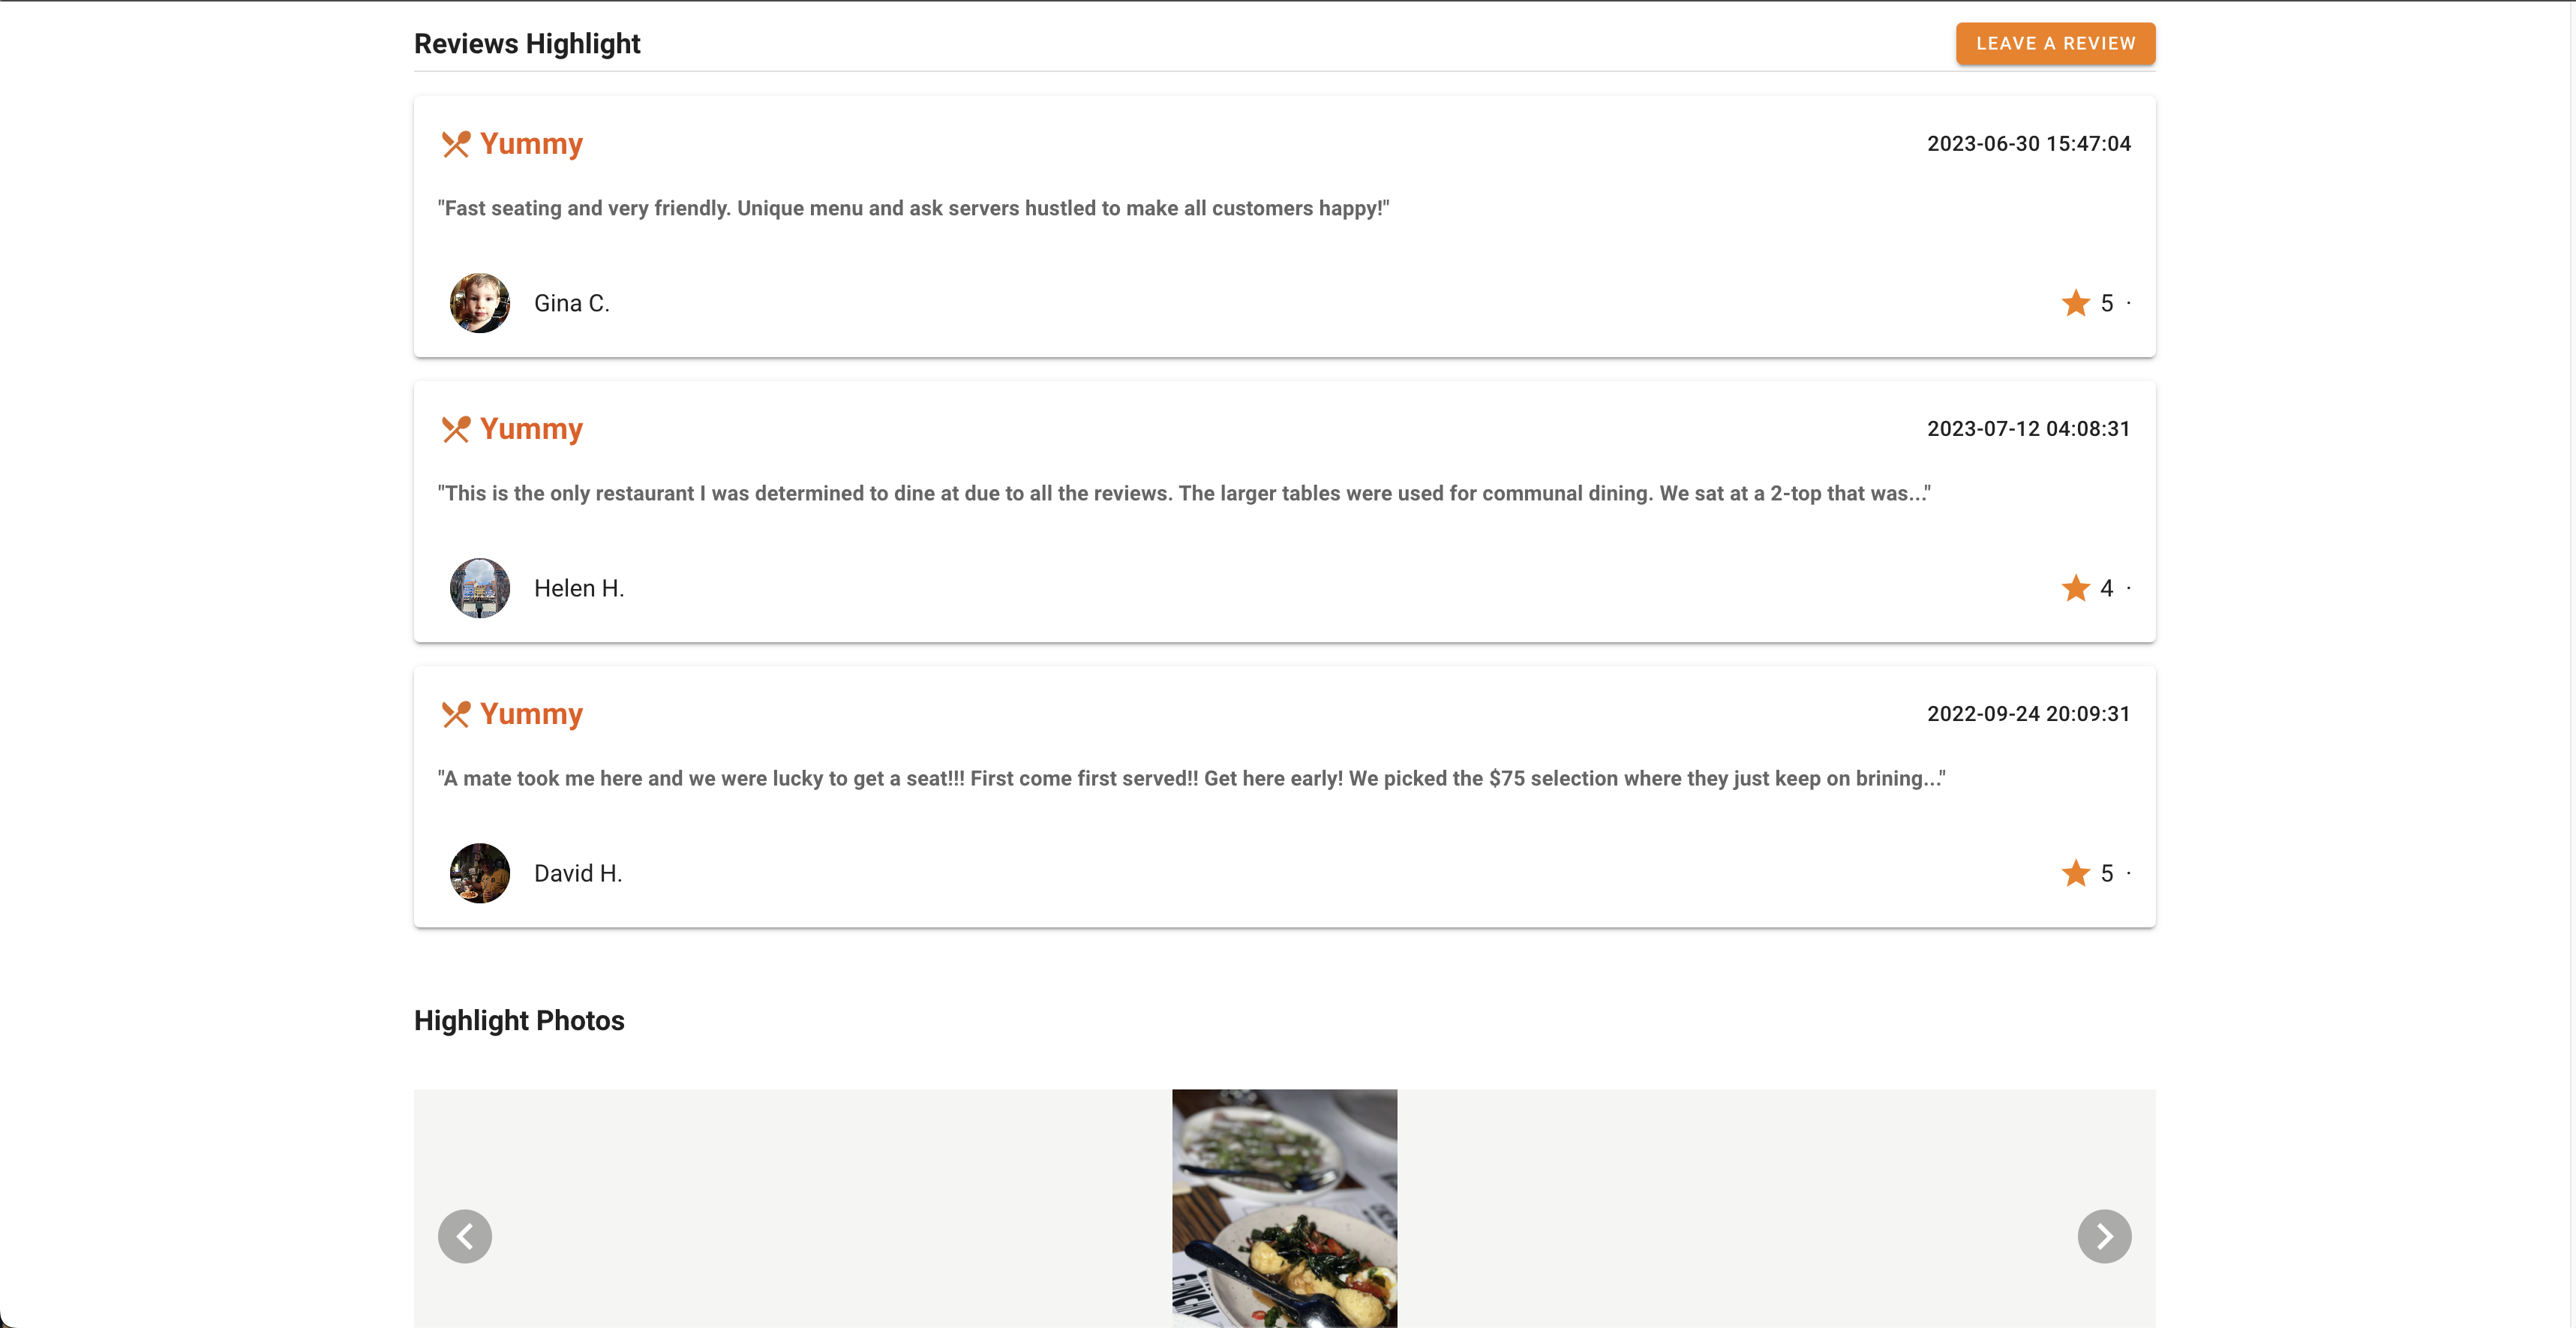 Reviews Highlight
LEAVE A REVIEW
Yummy
2023-06-30 15:47:04
"Fast seating and very friendly. Unique menu and ask servers hustled to make all customers happy!"
Gina C.
5 ·
Yummy
2023-07-12 04:08:31
"This is the only restaurant I was determined to dine at due to all the reviews. The larger tables were used for communal dining. We sat at a 2-top that was..."
Helen H.
4 ·
Yummy
2022-09-24 20:09:31
"A mate took me here and we were lucky to get a seat!!! First come first served!! Get here early! We picked the $75 selection where they just keep on brining..."
David H.
5 ·
Highlight Photos